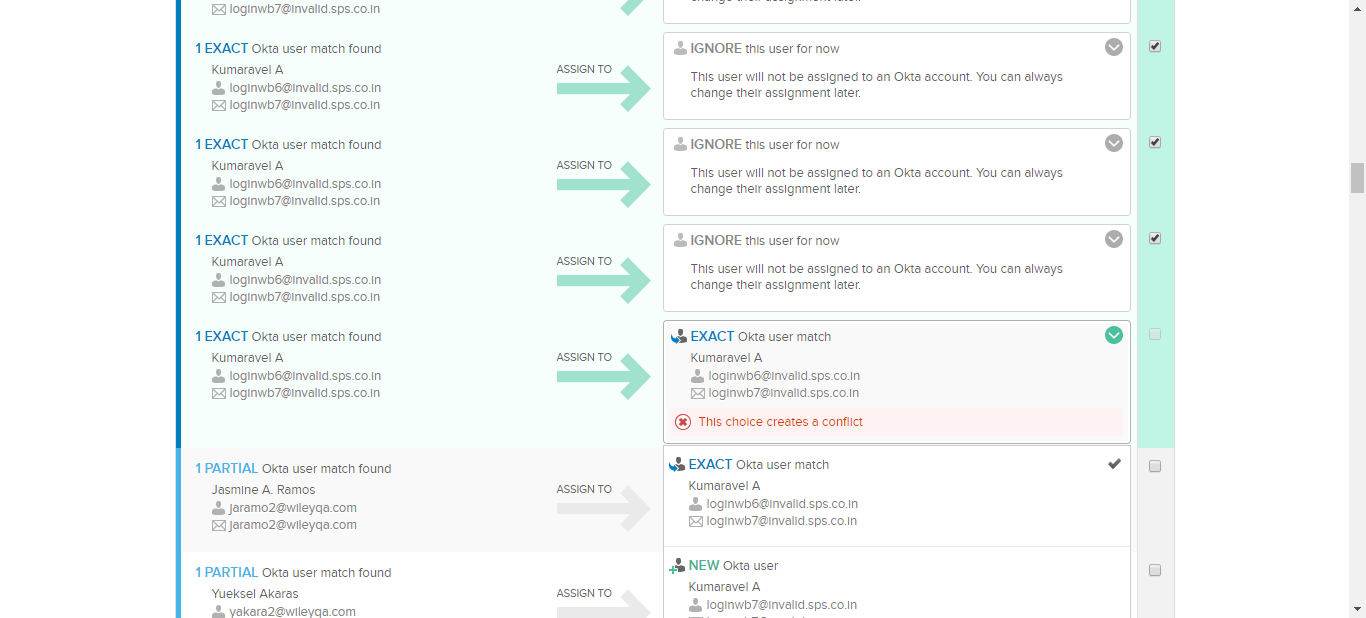 loginwb7@invalid.sps.co.in
change their assignment later.
1 EXACT Okta user match found
Kumaravel A
loginwb6@invalid.sps.co.in
loginwb7@invalid.sps.co.in
ASSIGN TO
IGNORE this user for now
This user will not be assigned to an Okta account. You can always
change their assignment later.
1 EXACT Okta user match found
Kumaravel A
loginwb6@invalid.sps.co.in
loginwb7@invalid.sps.co.in
ASSIGN TO
IGNORE this user for now
This user will not be assigned to an Okta account. You can always
change their assignment later.
1 EXACT Okta user match found
Kumaravel A
loginwb6@invalid.sps.co.in
loginwb7@invalid.sps.co.in
ASSIGN TO
IGNORE this user for now
This user will not be assigned to an Okta account. You can always
change their assignment later.
1 EXACT Okta user match found
Kumaravel A
loginwb6@invalid.sps.co.in
loginwb7@invalid.sps.co.in
ASSIGN TO
EXACT Okta user match
Kumaravel A
loginwb6@invalid.sps.co.in
loginwb7@invalid.sps.co.in
This choice creates a conflict
1 PARTIAL Okta user match found
Jasmine A. Ramos
jaramo2@wileyqa.com
jaramo2@wileyqa.com
ASSIGN TO
EXACT Okta user match
Kumaravel A
loginwb6@invalid.sps.co.in
loginwb7@invalid.sps.co.in
1 PARTIAL Okta user match found
Yueksel Akaras
yakara2@wileyqa.com
ASSIGN TO
NEW Okta user
Kumaravel A
loginwb7@invalid.sps.co.in